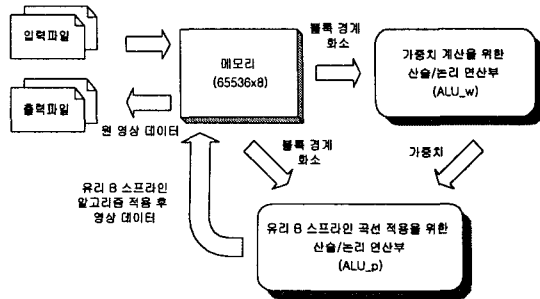 입력파일
출력파일
메모리
(65536x8)
원 영상 데이터
블록 경계
화소
가중치 계산을 위한
산술/논리 연산부
(ALU_w)
블록 경계
화소
가중치
유리 B 스프라인
알고리즘 적용 후
영상 데이터
유리 B 스프라인 곡선 적용을 위한
산술/논리 연산부
(ALU_p)